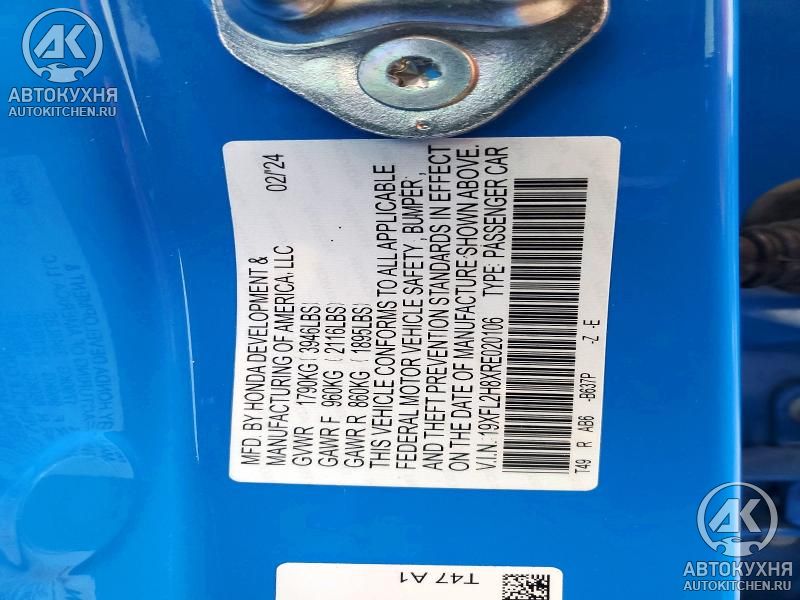 АВТОКУХНЯ
AUTOKITCHEN.RU
MFD. BY HONDA DEVELOPMENT & 02/24
MANUFACTURING OF AMERICA, LLC
GVWR 1790KG ( 3946LBS)
GAWR F 960KG ( 2116LBS)
GAWR R 860KG ( 1895LBS)
THIS VEHICLE CONFORMS TO ALL APPLICABLE
FEDERAL MOTOR VEHICLE SAFETY, BUMPER,
AND THEFT PREVENTION STANDARDS IN EFFECT
ON THE DATE OF MANUFACTURE SHOWN ABOVE.
V.I.N: 19XFL2H8XRE020106 TYPE: PASSENGER CAR
T49 R AB6 -B637P -Z -E
T47 A1
АВТОКУХНЯ
AUTOKITCHEN.RU